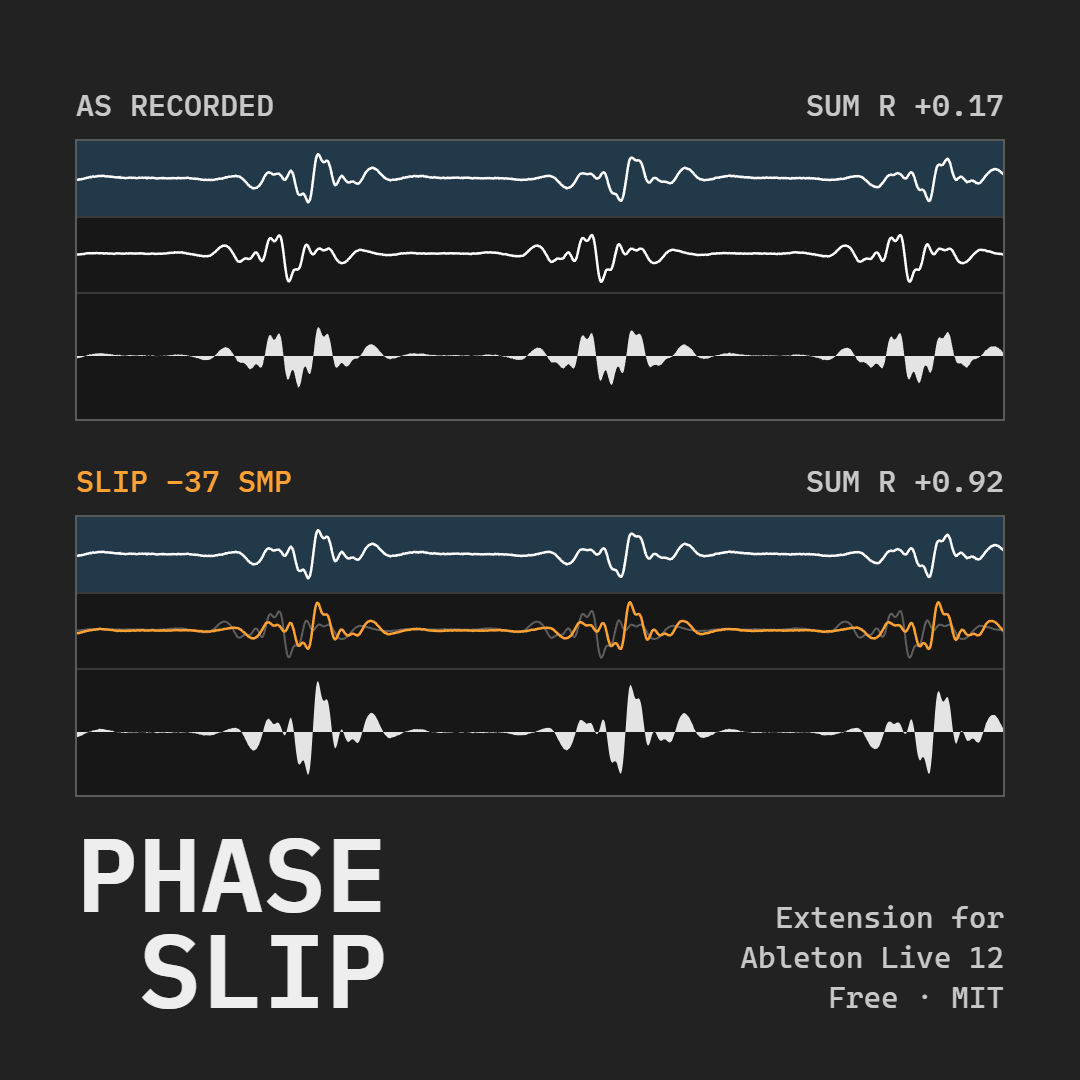 AS RECORDED
SUM R +0.17
SLIP −37 SMP
SUM R +0.92
PHASE
SLIP
Extension for
Ableton Live 12
Free · MIT